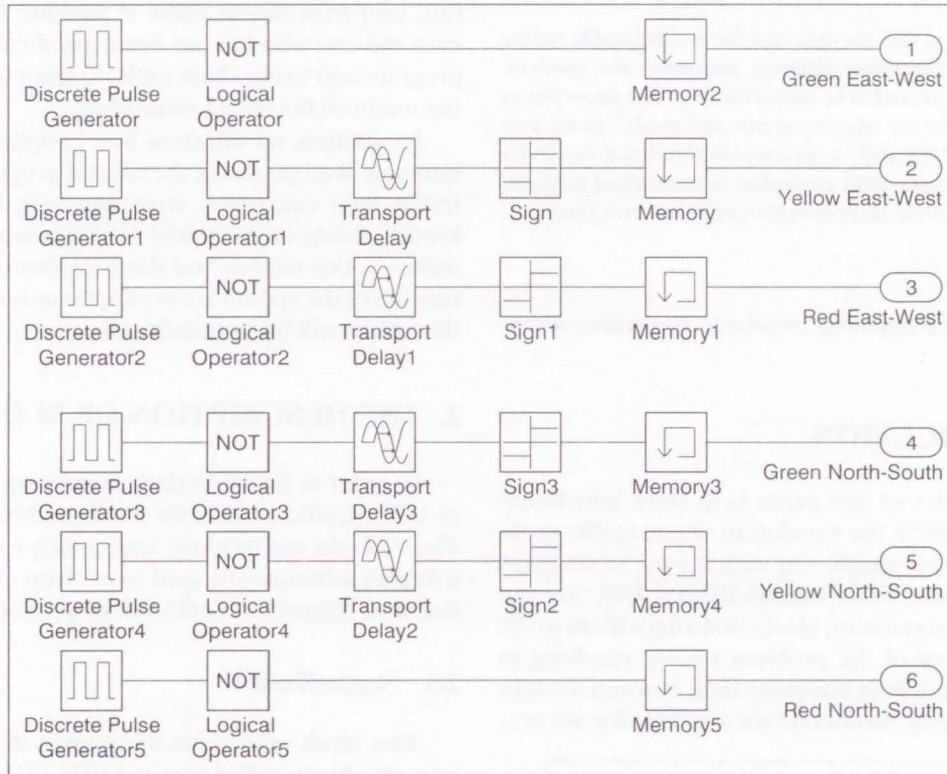 NOT
1
Discrete Pulse Generator
Logical Operator
Memory2
Green East-West
NOT
2
Discrete Pulse Generator1
Logical Operator1
Transport Delay
Sign
Memory
Yellow East-West
NOT
3
Discrete Pulse Generator2
Logical Operator2
Transport Delay1
Sign1
Memory1
Red East-West
NOT
4
Discrete Pulse Generator3
Logical Operator3
Transport Delay3
Sign3
Memory3
Green North-South
NOT
5
Discrete Pulse Generator4
Logical Operator4
Transport Delay2
Sign2
Memory4
Yellow North-South
NOT
6
Discrete Pulse Generator5
Logical Operator5
Memory5
Red North-South